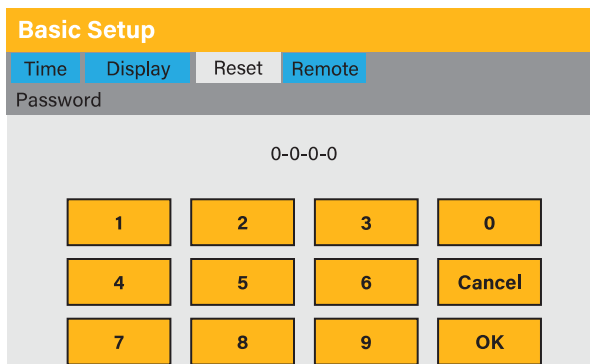 Basic Setup
Time Display Reset Remote
Password
0-0-0-0
1 2 3 0
4 5 6 Cancel
7 8 9 OK